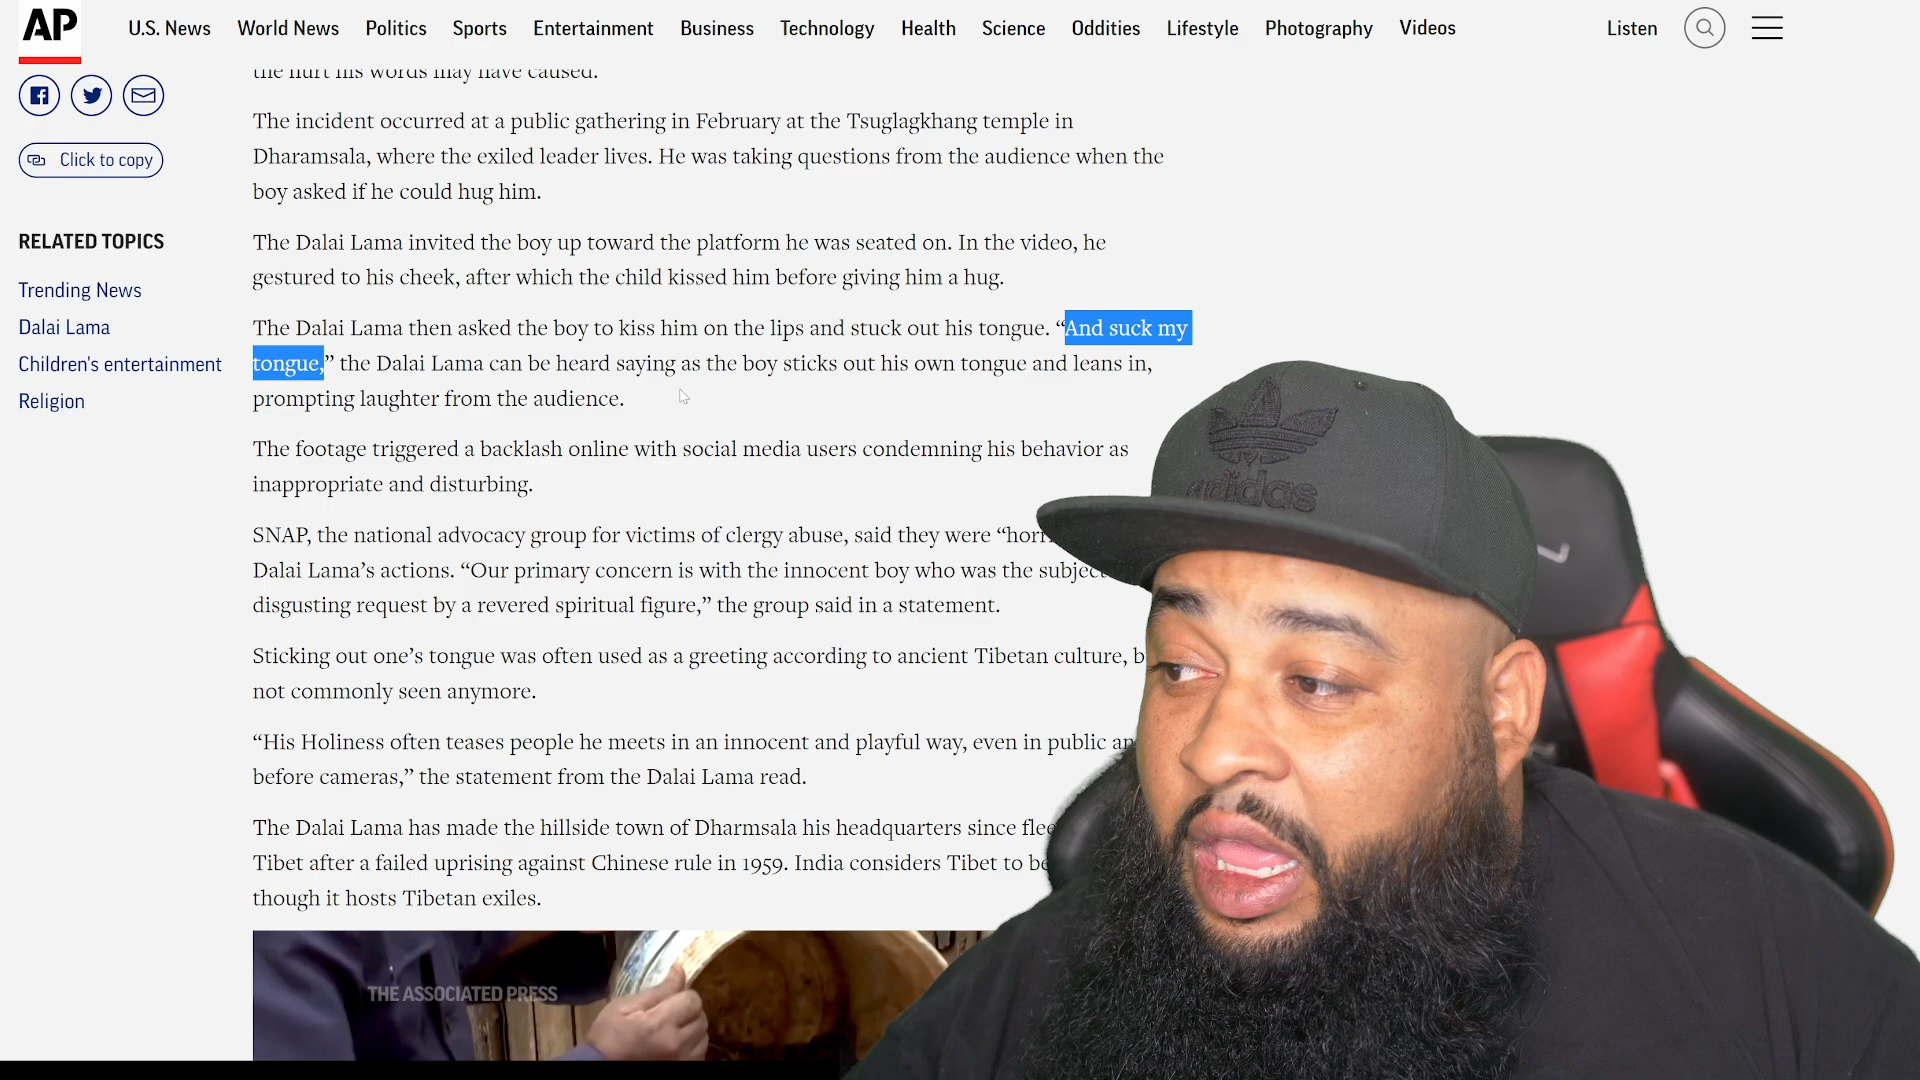 AP
U.S. News World News Politics Sports Entertainment Business Technology Health Science Oddities Lifestyle Photography Videos Listen
the hurt his words may have caused.
Click to copy
RELATED TOPICS
Trending News
Dalai Lama
Children's entertainment
Religion
The incident occurred at a public gathering in February at the Tsuglagkhang temple in
Dharamsala, where the exiled leader lives. He was taking questions from the audience when the
boy asked if he could hug him.
The Dalai Lama invited the boy up toward the platform he was seated on. In the video, he
gestured to his cheek, after which the child kissed him before giving him a hug.
The Dalai Lama then asked the boy to kiss him on the lips and stuck out his tongue. “And suck my
tongue,” the Dalai Lama can be heard saying as the boy sticks out his own tongue and leans in,
prompting laughter from the audience.
The footage triggered a backlash online with social media users condemning his behavior as
inappropriate and disturbing.
SNAP, the national advocacy group for victims of clergy abuse, said they were
Dalai Lama’s actions. “Our primary concern is with the innocent boy who was the
disgusting request by a revered spiritual figure,” the group said in a statement.
Sticking out one’s tongue was often used as a greeting according to ancient Tibetan culture,
not commonly seen anymore.
“His Holiness often teases people he meets in an innocent and playful way, even in public
before cameras,” the statement from the Dalai Lama read.
The Dalai Lama has made the hillside town of Dharmsala his headquarters since
Tibet after a failed uprising against Chinese rule in 1959. India considers Tibet to
though it hosts Tibetan exiles.
THE ASSOCIATED PRESS
adidas